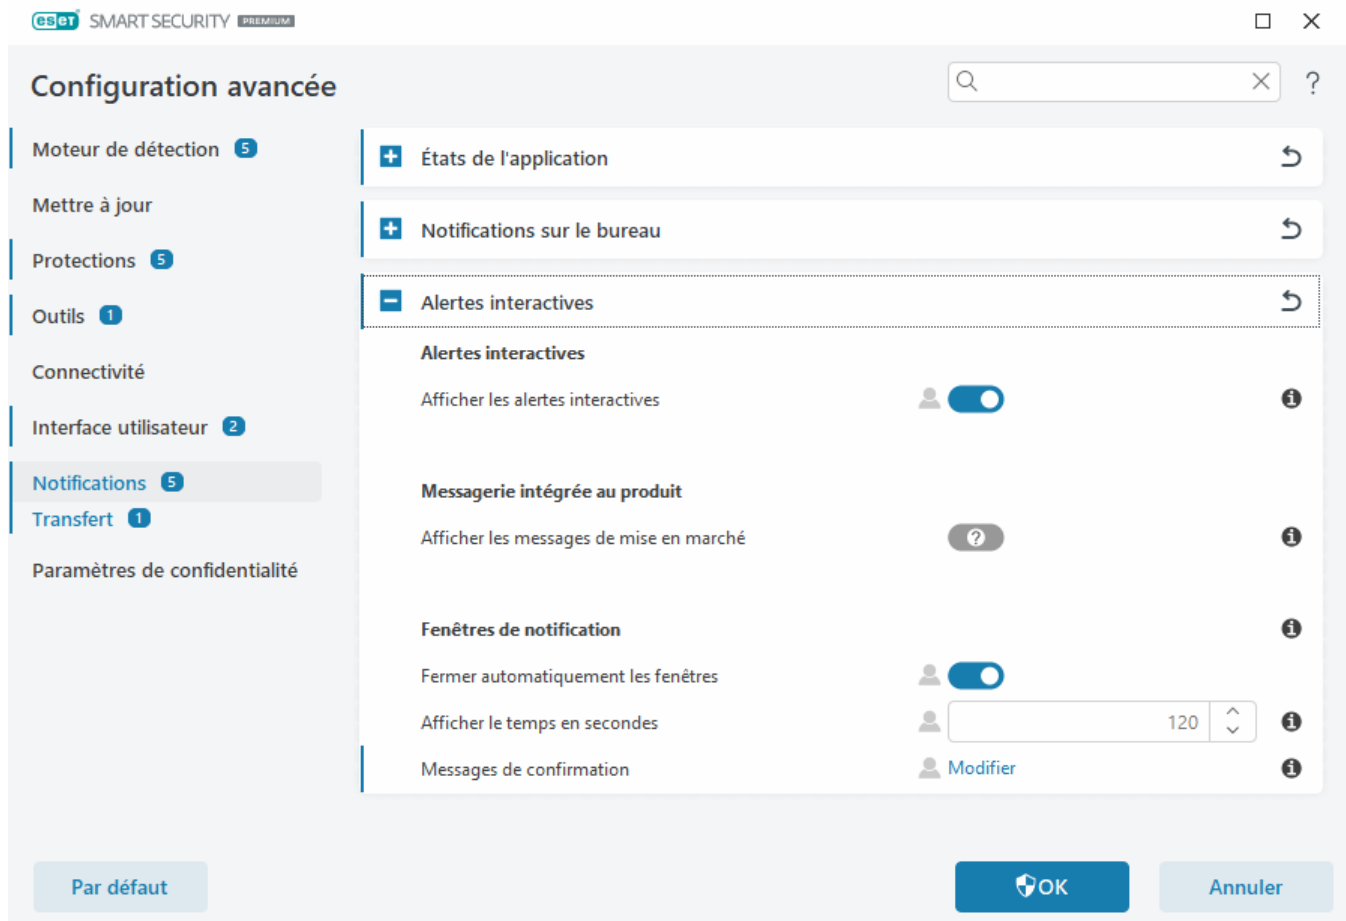 eset SMART SECURITY PREMIUM
Configuration avancée
?
Moteur de détection 5
Mettre à jour
Protections 5
Outils 1
Connectivité
Interface utilisateur 2
Notifications 5
Transfert 1
Paramètres de confidentialité
États de l'application
Notifications sur le bureau
Alertes interactives
Alertes interactives
Afficher les alertes interactives
Messagerie intégrée au produit
Afficher les messages de mise en marché ?
Fenêtres de notification
Fermer automatiquement les fenêtres
Afficher le temps en secondes 120
Messages de confirmation Modifier
Par défaut OK Annuler